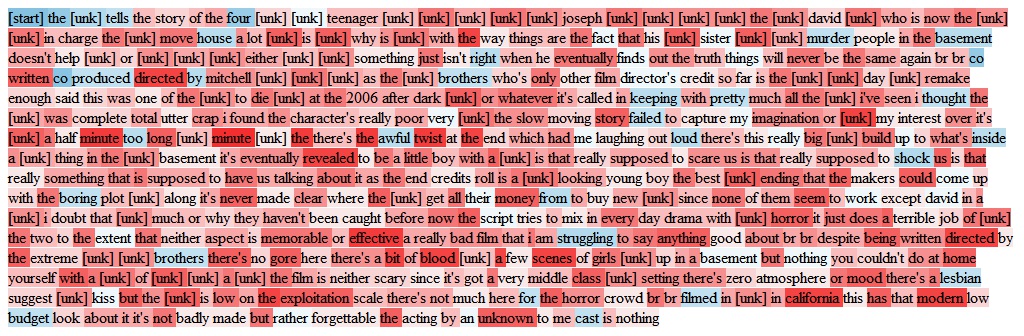 [start] the [unk] tells the story of the four [unk] [unk] teenager [unk] [unk] [unk] [unk] [unk] joseph [unk] [unk] [unk] [unk] the [unk] david [unk] who is now the [unk]
[unk] in charge the [unk] move house a lot [unk] is [unk] why is [unk] with the way things are the fact that his [unk] sister [unk] [unk] murder people in the basement
doesn't help [unk] or [unk] [unk] [unk] either [unk] [unk] something just isn't right when he eventually finds out the truth things will never be the same again br br co
written co produced directed by mitchell [unk] [unk] [unk] as the [unk] brothers who's only other film director's credit so far is the [unk] [unk] day [unk] remake
enough said this was one of the [unk] to die [unk] at the 2006 after dark [unk] or whatever it's called in keeping with pretty much all the [unk] i've seen i thought the
[unk] was complete total utter crap i found the character's really poor very [unk] the slow moving story failed to capture my imagination or [unk] my interest over it's
[unk] a half minute too long [unk] minute [unk] the there's the awful twist at the end which had me laughing out loud there's this really big [unk] build up to what's inside
a [unk] thing in the [unk] basement it's eventually revealed to be a little boy with a [unk] is that really supposed to scare us is that really supposed to shock us is that
really something that is supposed to have us talking about it as the end credits roll is a [unk] looking young boy the best [unk] ending that the makers could come up
with the boring plot [unk] along it's never made clear where the [unk] get all their money from to buy new [unk] since none of them seem to work except david in a
[unk] i doubt that [unk] much or why they haven't been caught before now the script tries to mix in every day drama with [unk] horror it just does a terrible job of [unk]
the two to the extent that neither aspect is memorable or effective a really bad film that i am struggling to say anything good about br br despite being written directed by
the extreme [unk] [unk] brothers there's no gore here there's a bit of blood [unk] a few scenes of girls [unk] up in a basement but nothing you couldn't do at home
yourself with a [unk] of [unk] [unk] a [unk] the film is neither scary since it's got a very middle class [unk] setting there's zero atmosphere or mood there's a lesbian
suggest [unk] kiss but the [unk] is low on the exploitation scale there's not much here for the horror crowd br br filmed in [unk] in california this has that modern low
budget look about it it's not badly made but rather forgettable the acting by an unknown to me cast is nothing